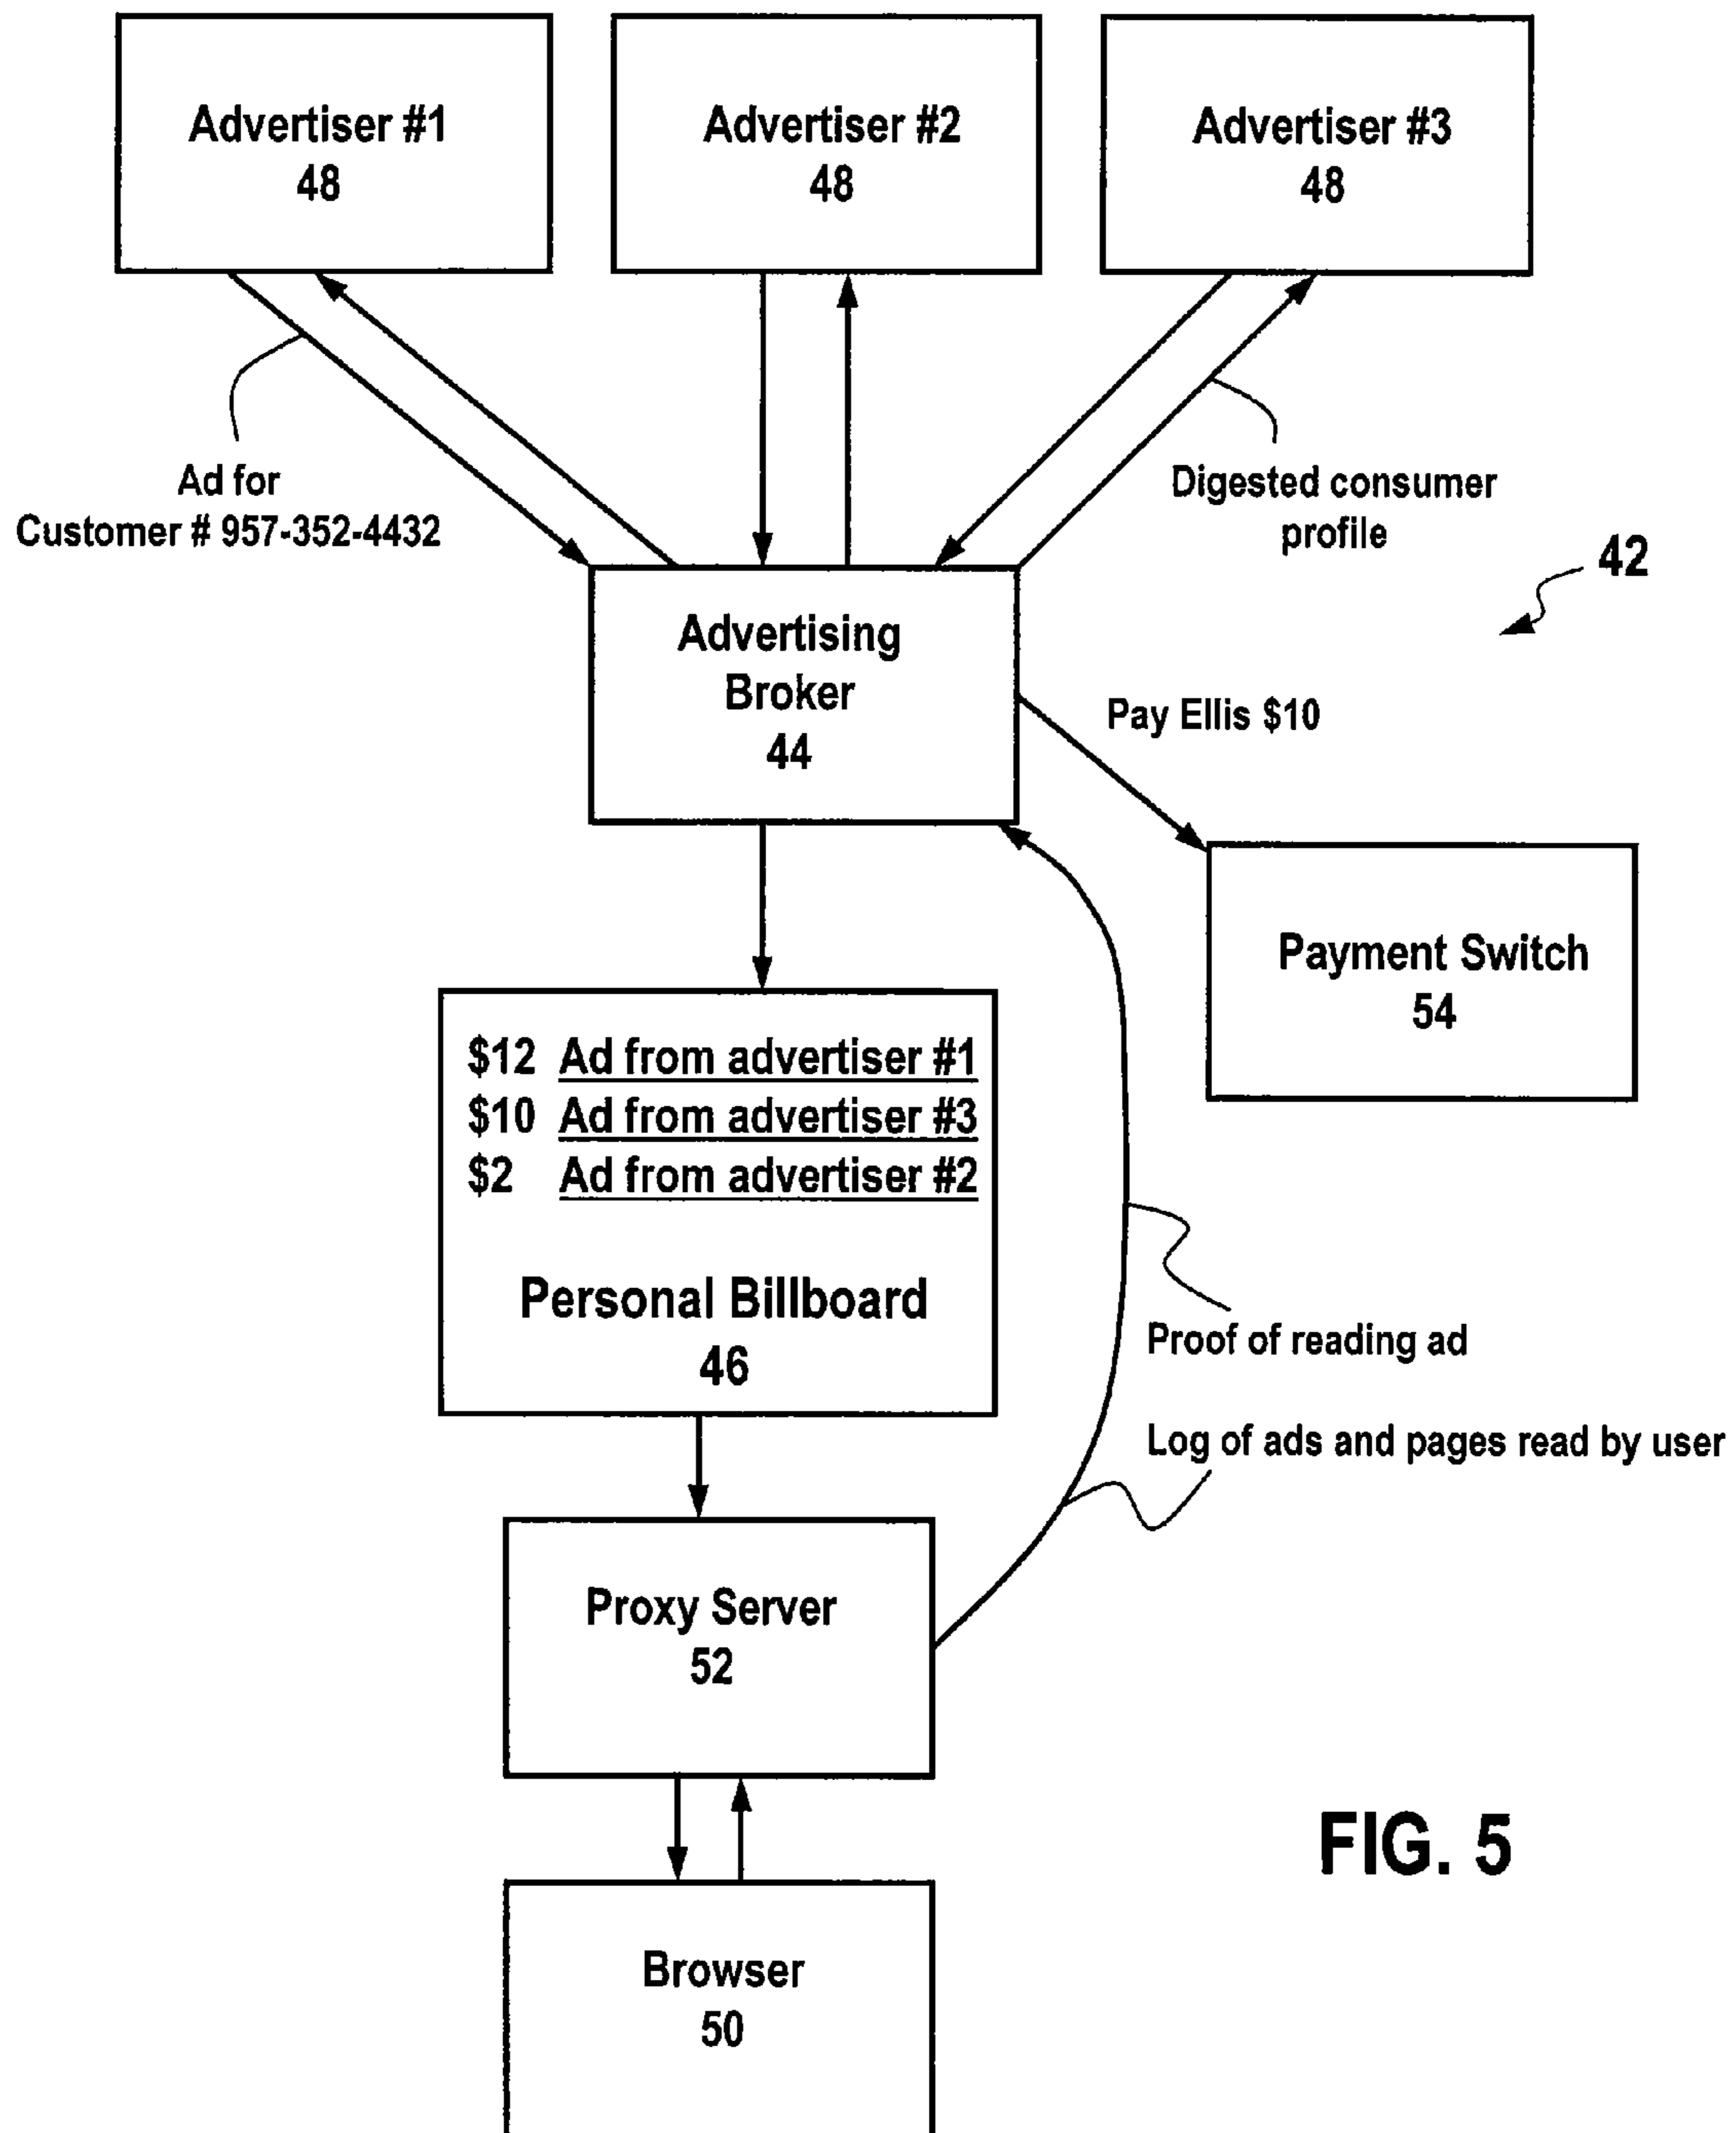 Advertiser #1
48
Advertiser #2
48
Advertiser #3
48
Ad for
Customer # 957-352-4432
Digested consumer
profile
42
Advertising
Broker
44
Pay Ellis $10
Payment Switch
54
$12 Ad from advertiser #1
$10 Ad from advertiser #3
$2 Ad from advertiser #2
Personal Billboard
46
Proof of reading ad
Log of ads and pages read by user
Proxy Server
52
Browser
50
FIG. 5